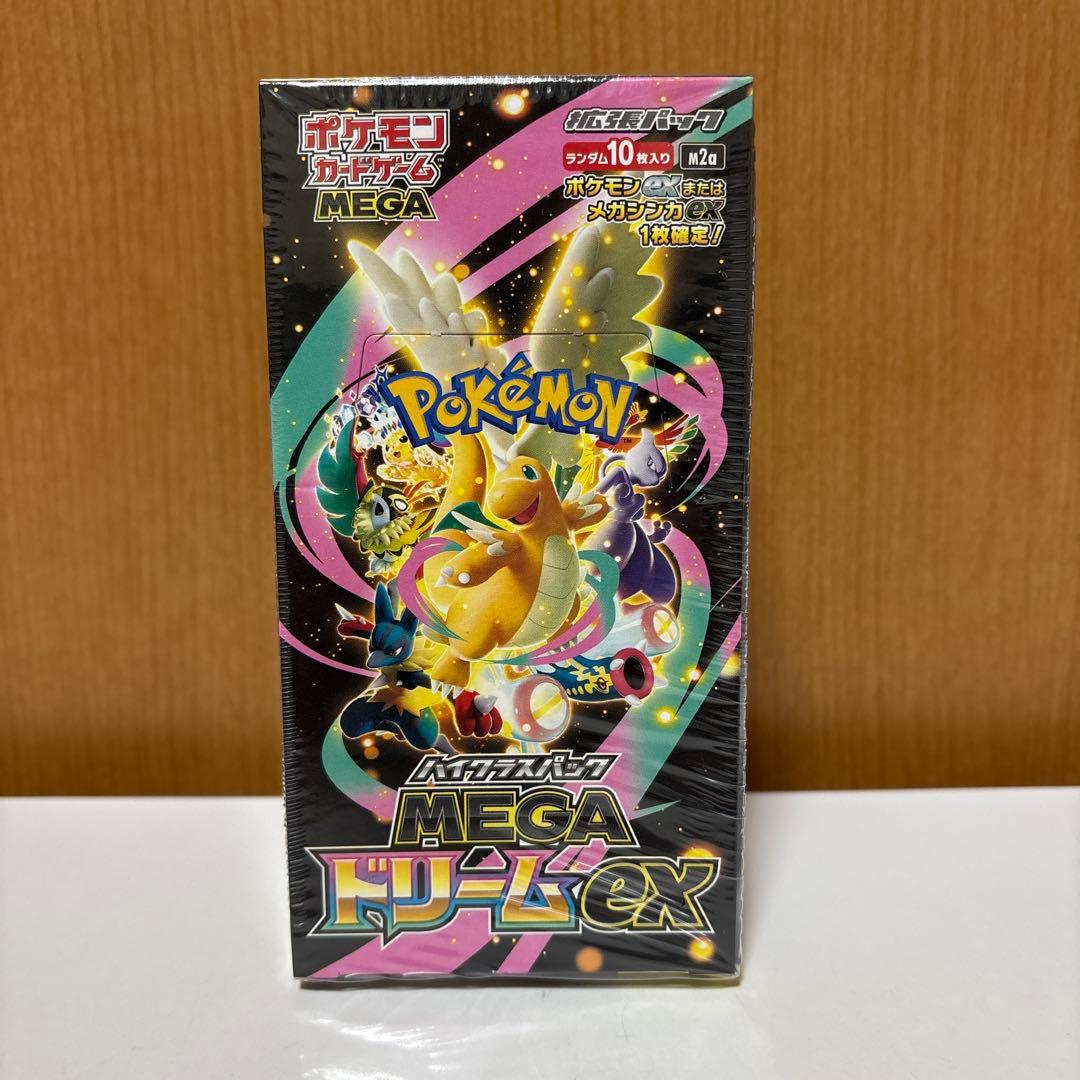 ポケモン
カードゲーム™
MEGA
拡張パック
ランダム10枚入り M2a
ポケモンexまたは
メガシンカex
1枚確定!
POKéMON™
ハイクラスパック
MEGA
ドリームex